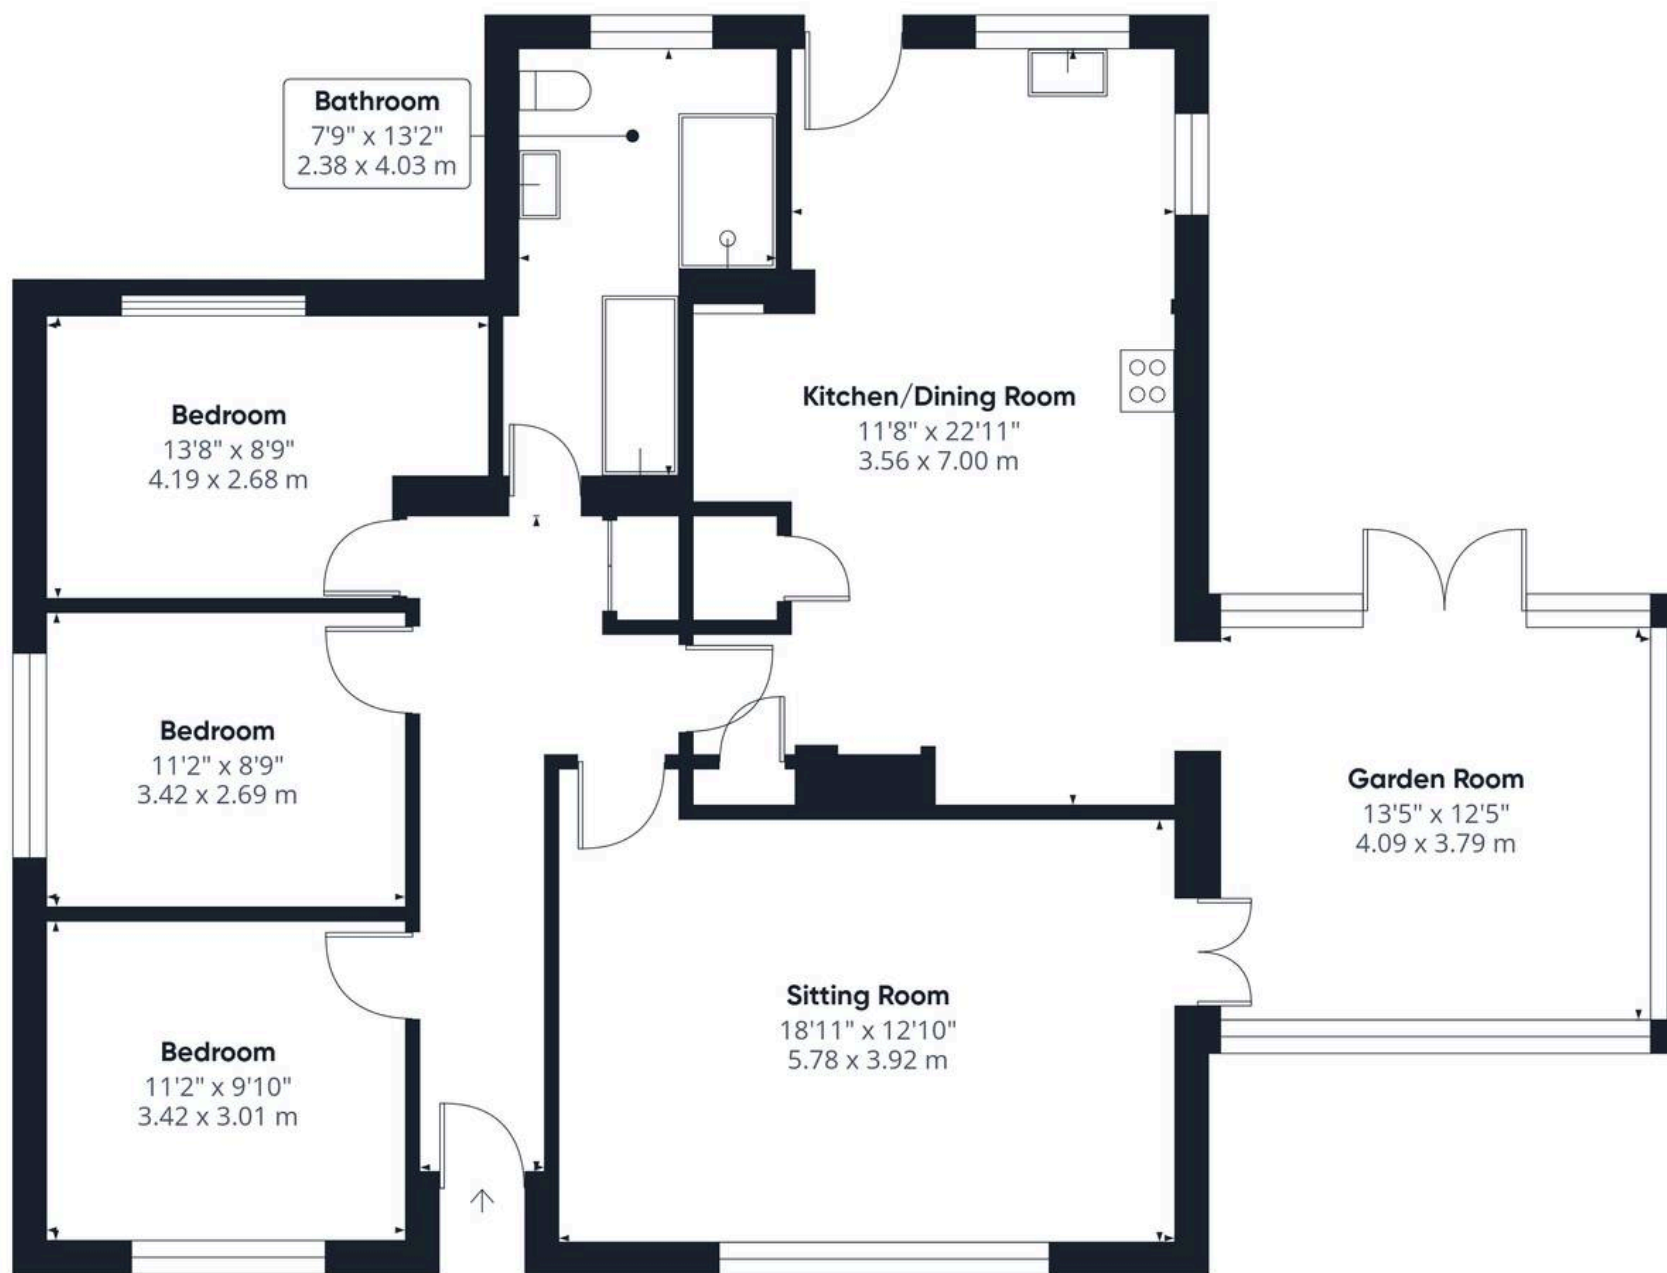 Bathroom
7'9" x 13'2"
2.38 x 4.03 m
Kitchen/Dining Room
11'8" x 22'11"
3.56 x 7.00 m
Bedroom
13'8" x 8'9"
4.19 x 2.68 m
Bedroom
11'2" x 8'9"
3.42 x 2.69 m
Garden Room
13'5" x 12'5"
4.09 x 3.79 m
Sitting Room
18'11" x 12'10"
5.78 x 3.92 m
Bedroom
11'2" x 9'10"
3.42 x 3.01 m